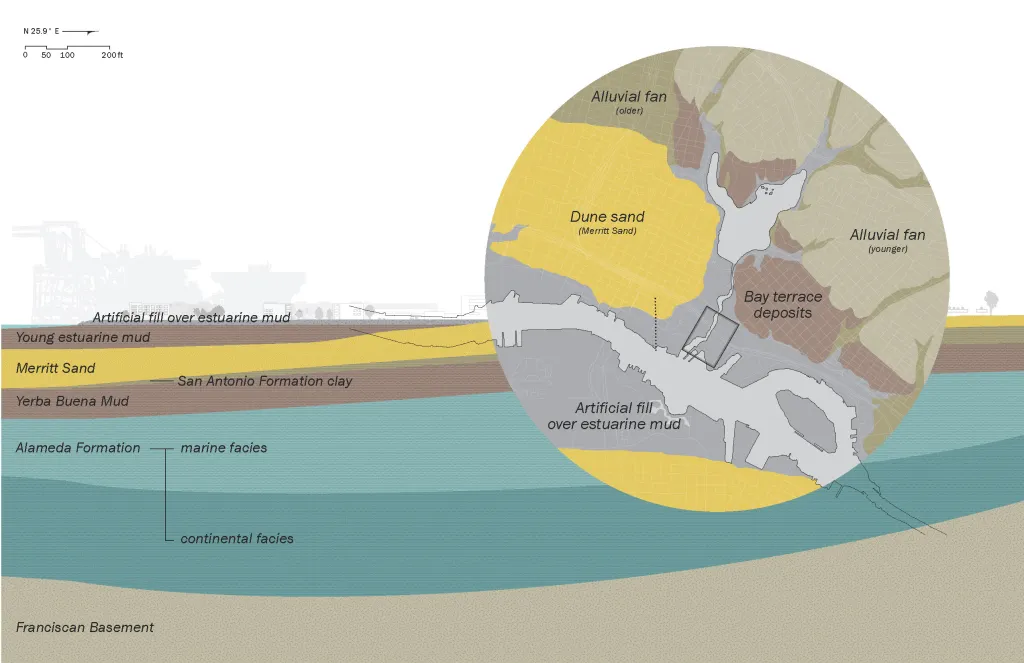 N 25.9° E
0 50 100 200 ft
Alluvial fan
(older)
Dune sand
(Merritt Sand)
Alluvial fan
(younger)
Bay terrace
deposits
Artificial fill
over estuarine mud
Artificial fill over estuarine mud
Young estuarine mud
Merritt Sand
San Antonio Formation clay
Yerba Buena Mud
Alameda Formation
marine facies
continental facies
Franciscan Basement